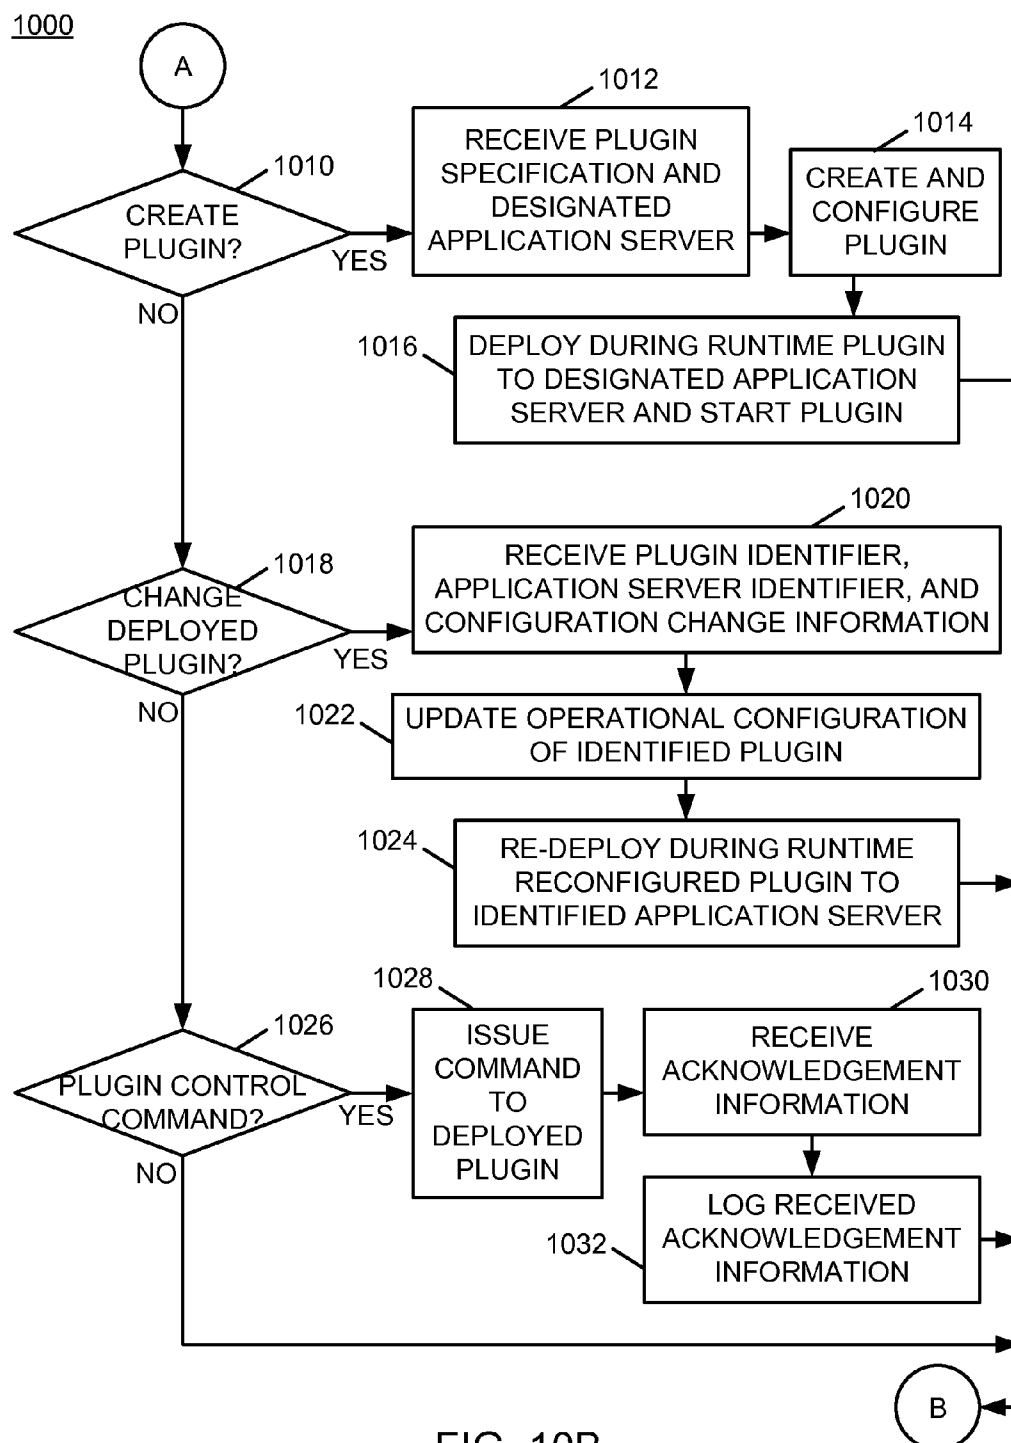 1000
A
1010
CREATE
PLUGIN?
YES
NO
1012
RECEIVE PLUGIN
SPECIFICATION AND
DESIGNATED
APPLICATION SERVER
1014
CREATE AND
CONFIGURE
PLUGIN
1016
DEPLOY DURING RUNTIME PLUGIN
TO DESIGNATED APPLICATION
SERVER AND START PLUGIN
1018
CHANGE
DEPLOYED
PLUGIN?
YES
NO
1020
RECEIVE PLUGIN IDENTIFIER,
APPLICATION SERVER IDENTIFIER, AND
CONFIGURATION CHANGE INFORMATION
1022
UPDATE OPERATIONAL CONFIGURATION
OF IDENTIFIED PLUGIN
1024
RE-DEPLOY DURING RUNTIME
RECONFIGURED PLUGIN TO
IDENTIFIED APPLICATION SERVER
1026
PLUGIN CONTROL
COMMAND?
YES
NO
1028
ISSUE
COMMAND
TO
DEPLOYED
PLUGIN
1030
RECEIVE
ACKNOWLEDGEMENT
INFORMATION
1032
LOG RECEIVED
ACKNOWLEDGEMENT
INFORMATION
B
FIG. 10B